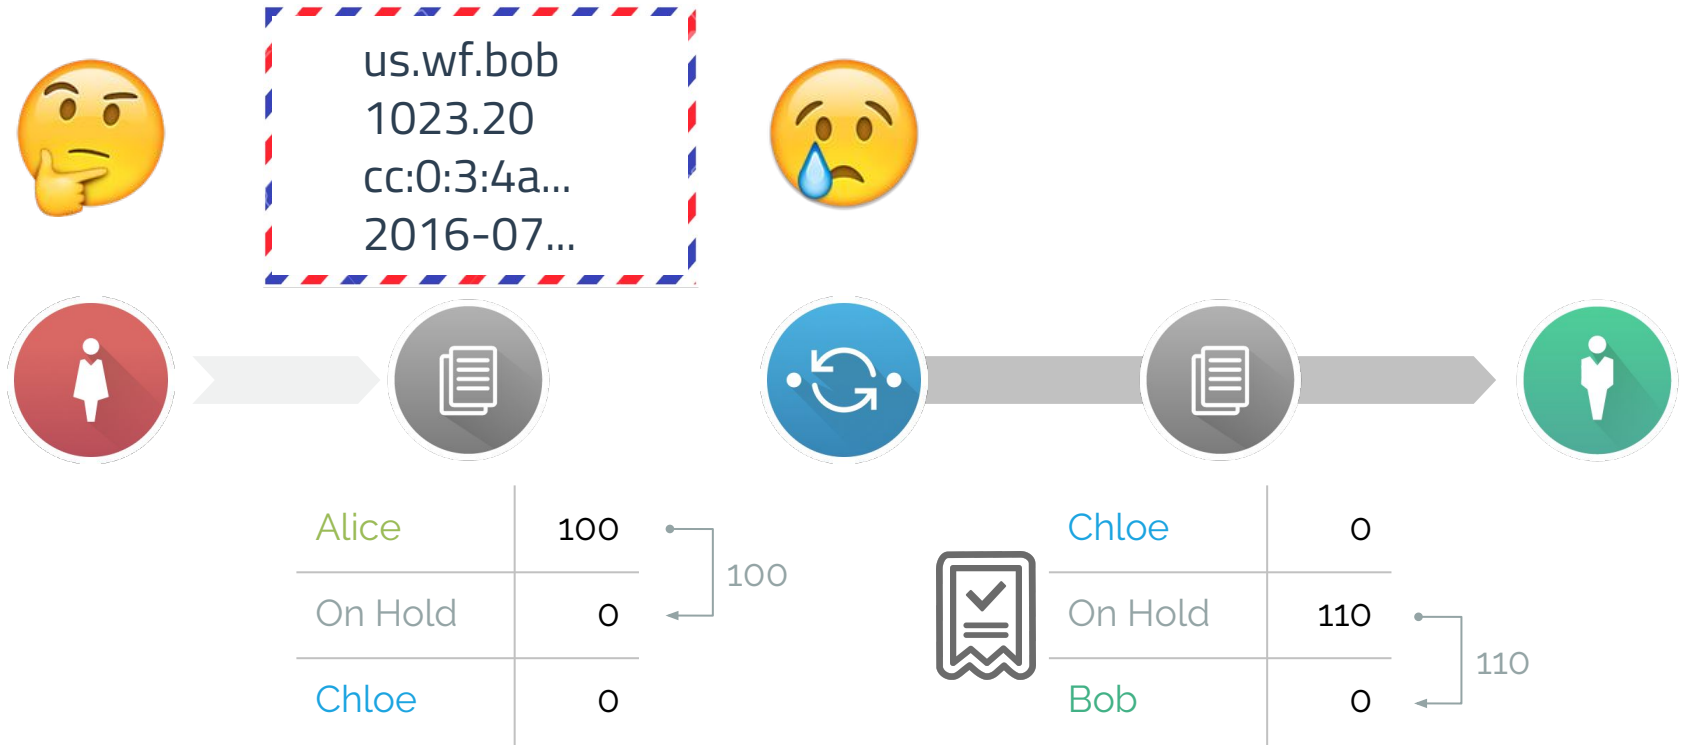 us.wf.bob
1023.20
cc:0:3:4a...
2016-07...
Alice 100
100
On Hold 0
Chloe 0
Chloe 0
On Hold 110
110
Bob 0